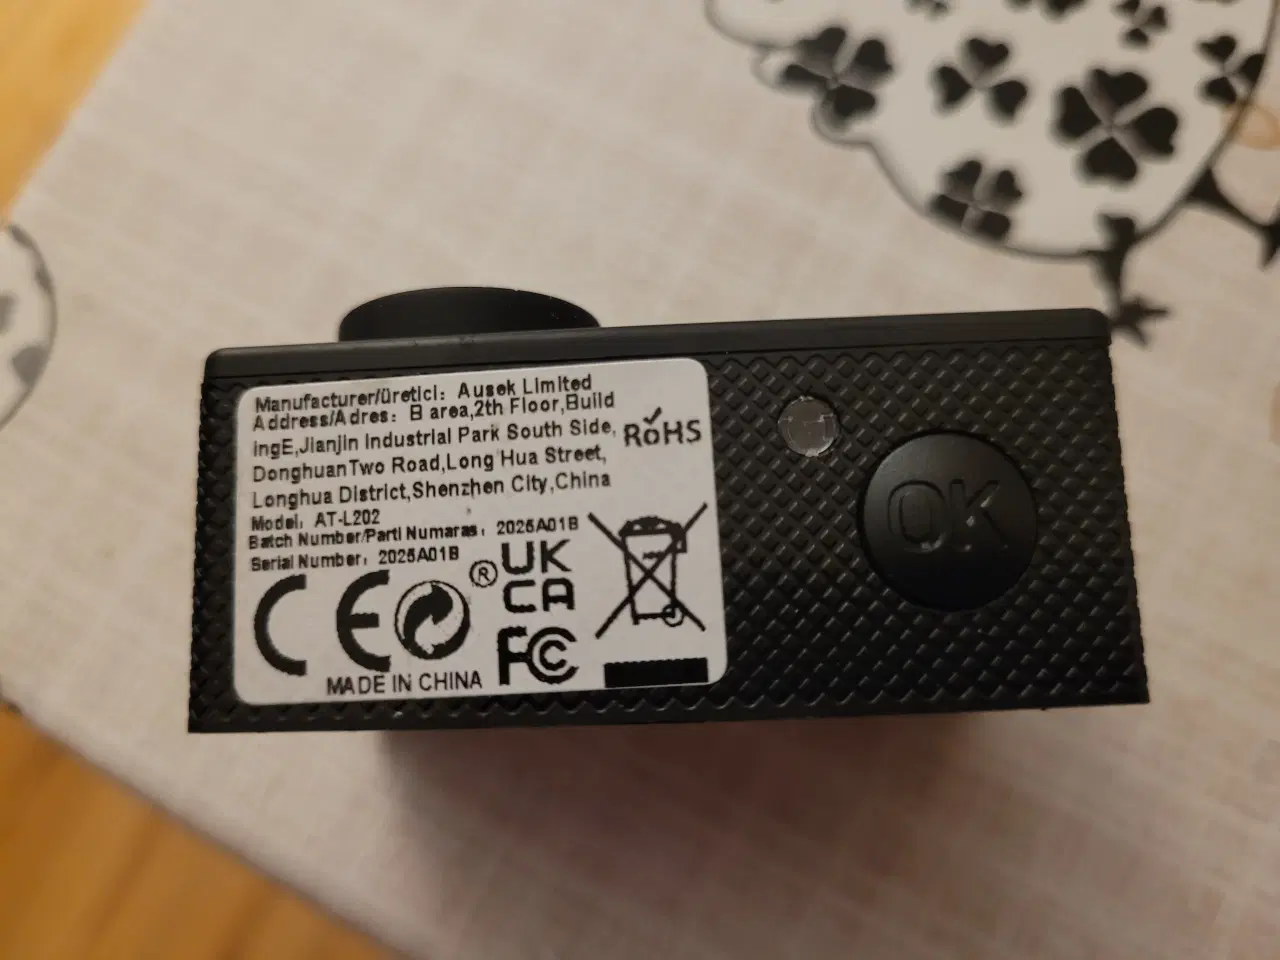 Manufacturer/üretici: Ausek Limited
Address/Adres: B area,2th Floor,Build
ingE,Jianjin Industrial Park South Side,
DonghuanTwo Road,Long Hua Street,
Longhua District,Shenzhen City,China
RoHS
Model: AT-L202
Batch Number/Parti Numaras: 2025A01B
Serial Number: 2025A01B
CE
®
UK
CA
FC
MADE IN CHINA
OK